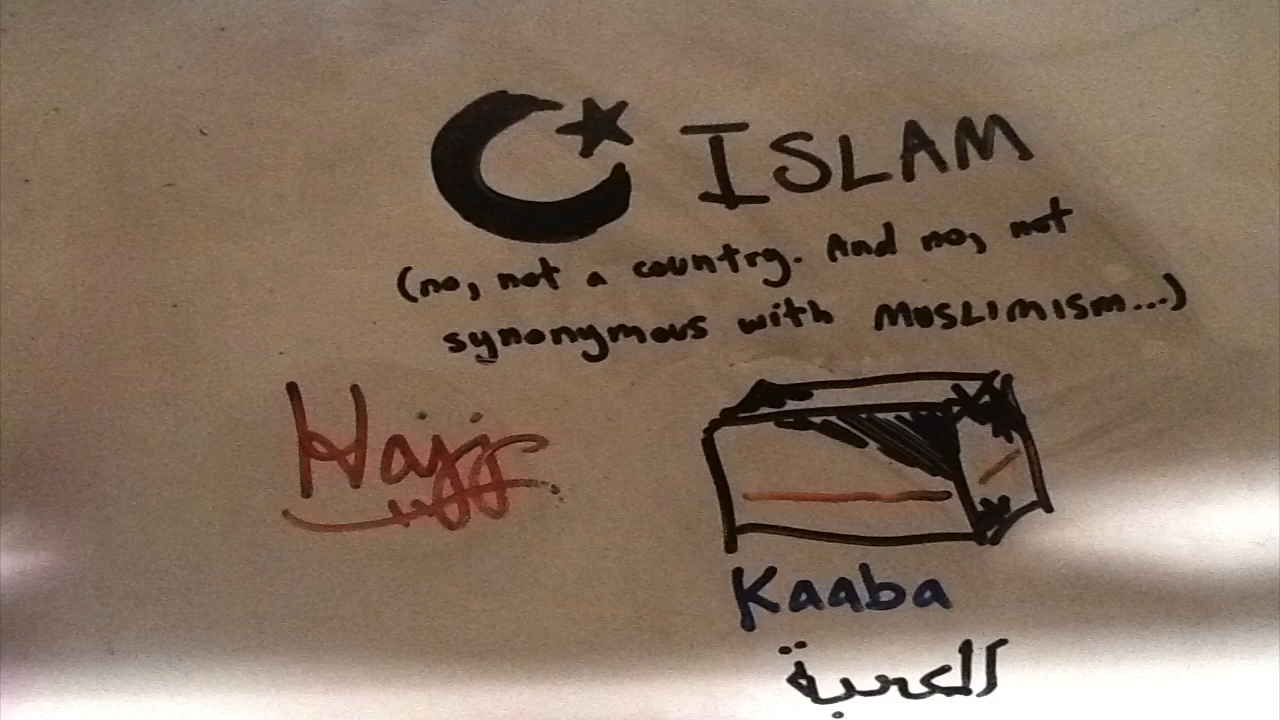 ISLAM
(no, not a country. And no, not
synonymous with MUSLIMISM...)
Hajj
Kaaba
الكعبة